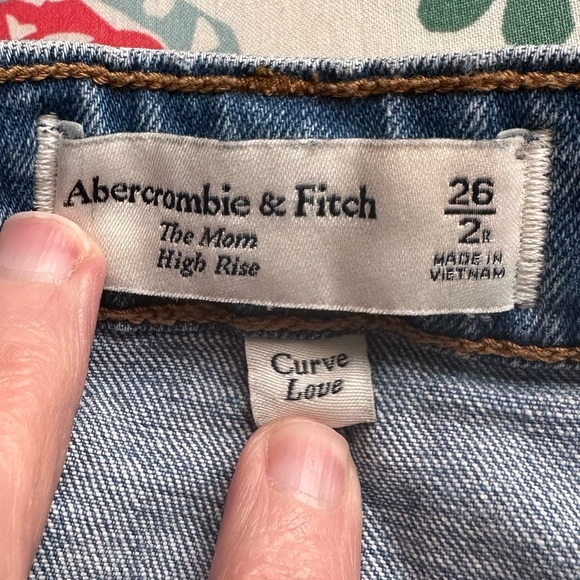 Abercrombie & Fitch
The Mom
High Rise
26
2R
MADE IN
VIETNAM
Curve
Love